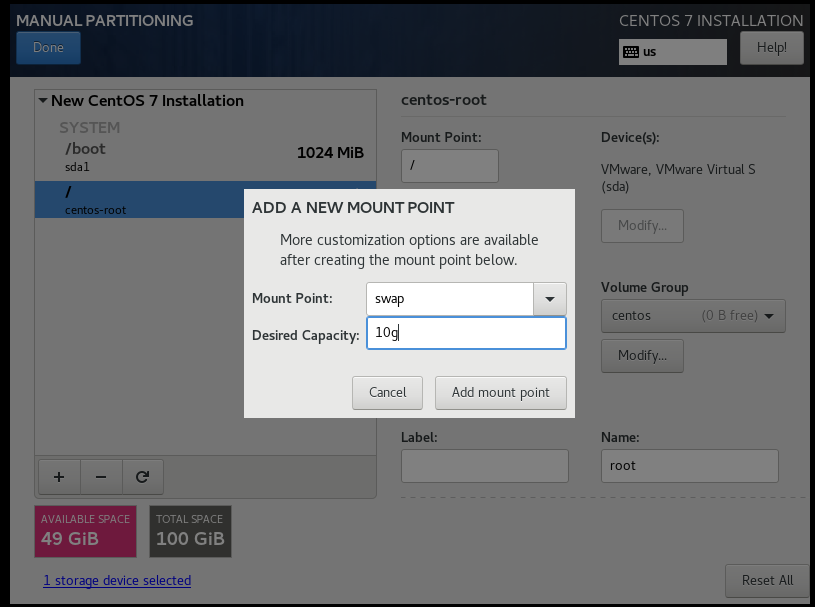 MANUAL PARTITIONING
CENTOS 7 INSTALLATION
Done
us
Help!
New CentOS 7 Installation
SYSTEM
/boot
1024 MiB
sda1
/
centos-root
centos-root
Mount Point:
/
Device(s):
VMware, VMware Virtual S
(sda)
Modify...
Volume Group
centos (0 B free)
Modify...
ADD A NEW MOUNT POINT
More customization options are available
after creating the mount point below.
Mount Point: swap
Desired Capacity: 10g
Cancel
Add mount point
Label:
Name:
root
AVAILABLE SPACE
49 GiB
TOTAL SPACE
100 GiB
1 storage device selected
Reset All